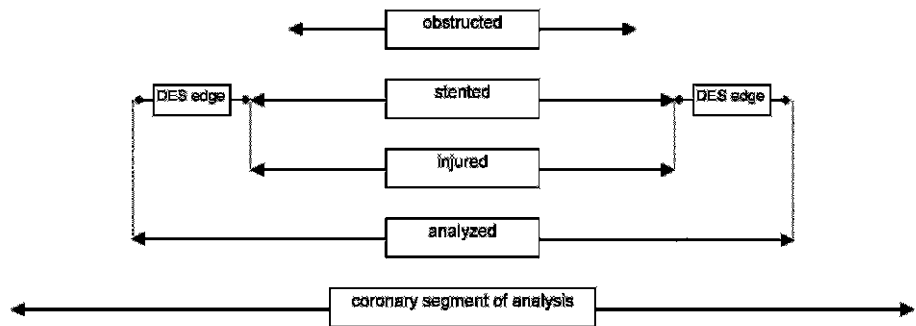 obstructed
DES edge stented DES edge
injured
analyzed
coronary segment of analysis